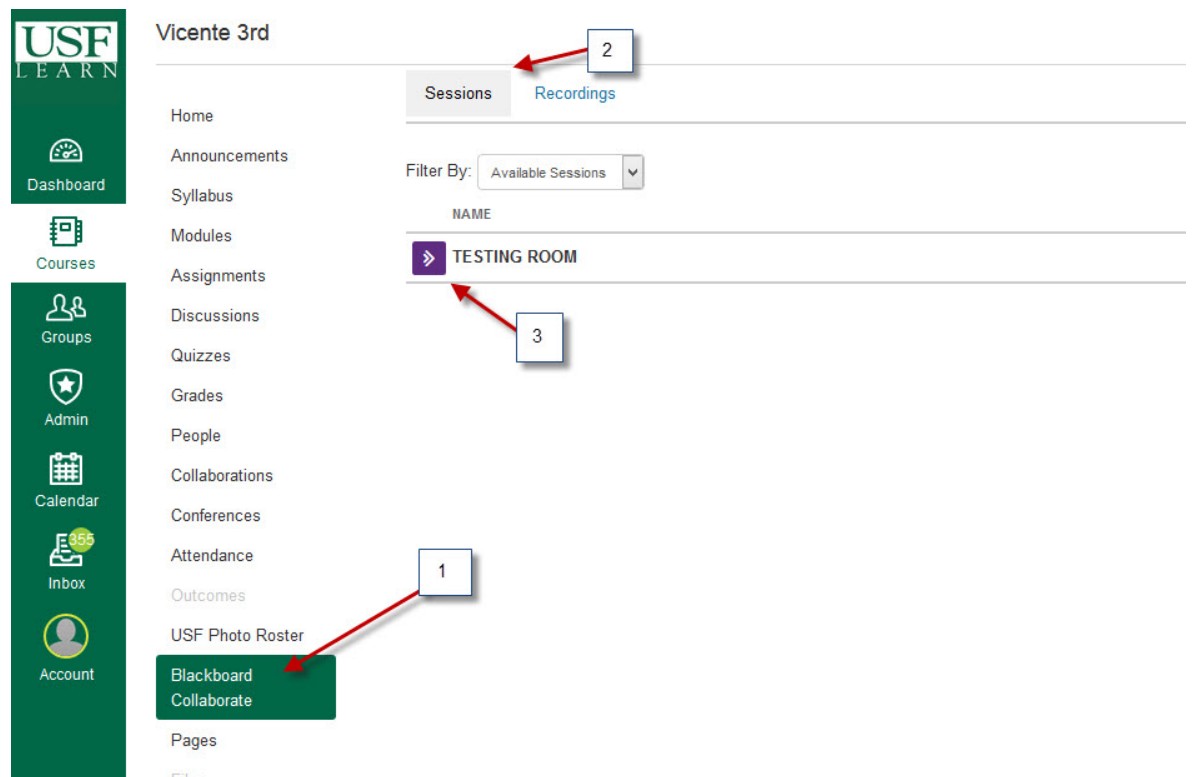 USF
LEARN
Dashboard
Courses
Groups
Admin
Calendar
355
Inbox
Account
Vicente 3rd
Home
Announcements
Syllabus
Modules
Assignments
Discussions
Quizzes
Grades
People
Collaborations
Conferences
Attendance
Outcomes
USF Photo Roster
Blackboard
Collaborate
Pages
1
2
Sessions Recordings
Filter By: Available Sessions
NAME
TESTING ROOM
3